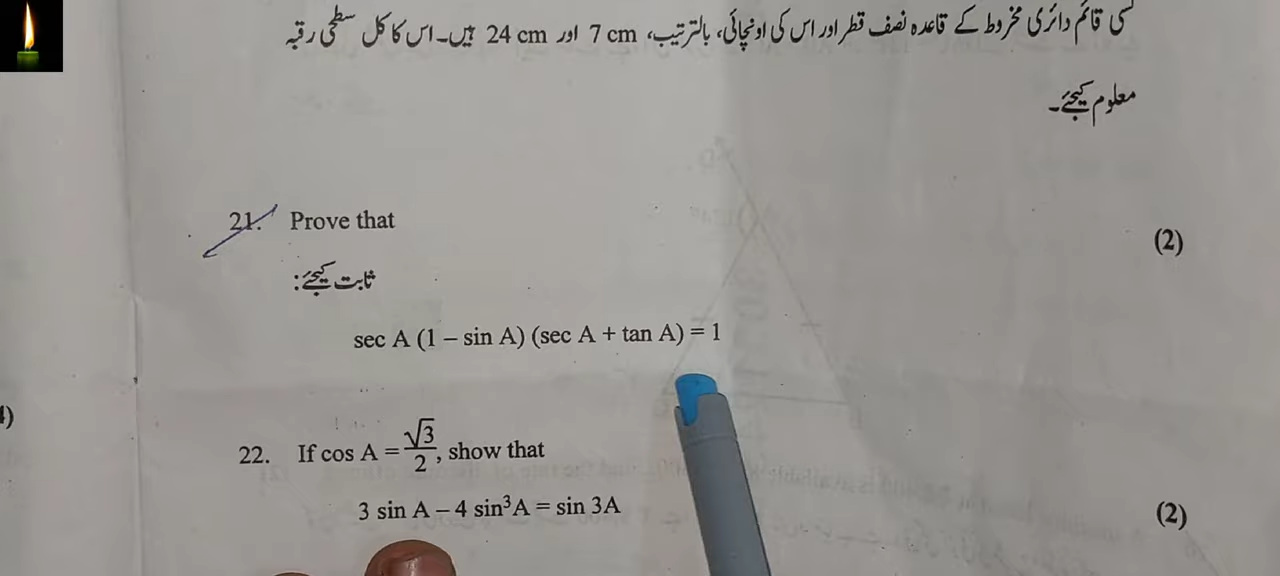 کسی قائم دائری مخروط کے قاعدہ نصف قطر اور اس کی اونچائی، بالترتیب، 7 cm اور 24 cm ہیں۔ اس کا کل سطحی رقبہ
معلوم کیجئے۔
21. Prove that
(2)
ثابت کیجئے:
sec A (1 – sin A) (sec A + tan A) = 1
22. If cos A = √3/2, show that
3 sin A – 4 sin³A = sin 3A
(2)